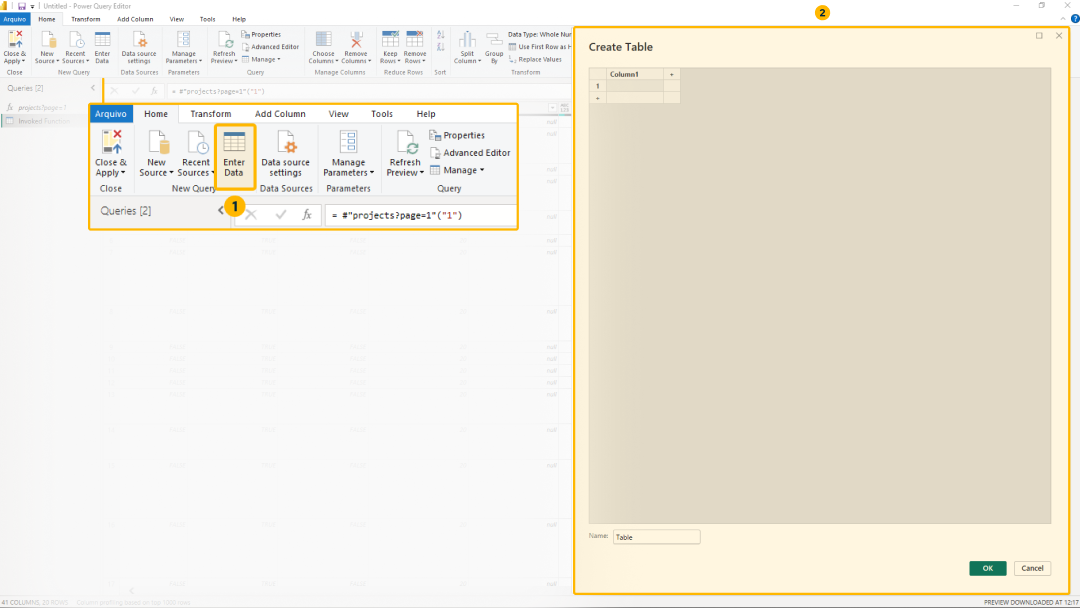 Untitled - Power Query Editor
2
Arquivo Home Transform Add Column View Tools Help
Close & Apply New Source Recent Sources Enter Data Data source settings Manage Parameters Refresh Preview Properties Advanced Editor Manage Choose Columns Remove Columns Keep Rows Remove Rows Split Column Group By Data Type: Whole Num Use First Row as H Replace Values
Close New Query Data Sources Parameters Query Manage Columns Reduce Rows Sort Transform
Queries [2]
= #"projects?page=1"("1")
fx projects?page=1
Invoked Function
Arquivo Home Transform Add Column View Tools Help
Close & Apply New Source Recent Sources Enter Data Data source settings Manage Parameters Refresh Preview Properties Advanced Editor Manage
Close New Query Data Sources Parameters Query
Queries [2]
1
fx = #"projects?page=1"("1")
Create Table
Column1 +
1
+
Name: Table
OK Cancel
41 COLUMNS, 20 ROWS Column profiling based on top 1000 rows
PREVIEW DOWNLOADED AT 12:17